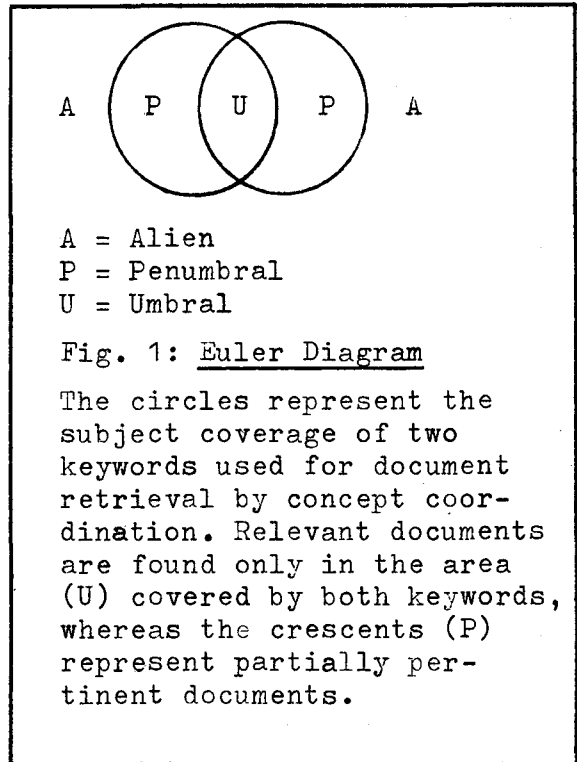 A P U P A
A = Alien
P = Penumbral
U = Umbral
Fig. 1: Euler Diagram
The circles represent the
subject coverage of two
keywords used for document
retrieval by concept coor-
dination. Relevant documents
are found only in the area
(U) covered by both keywords,
whereas the crescents (P)
represent partially per-
tinent documents.